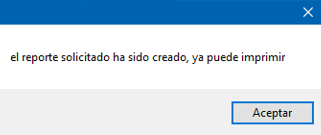 el reporte solicitado ha sido creado, ya puede imprimir
Aceptar